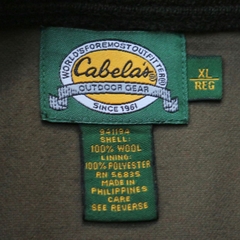 WORLD'S FOREMOST OUTFITTER
Cabela's
OUTDOOR GEAR
SINCE 1961
XL
REG
941194
SHELL:
100% WOOL
LINING:
100% POLYESTER
RN 56835
MADE IN
PHILIPPINES
CARE
SEE REVERSE